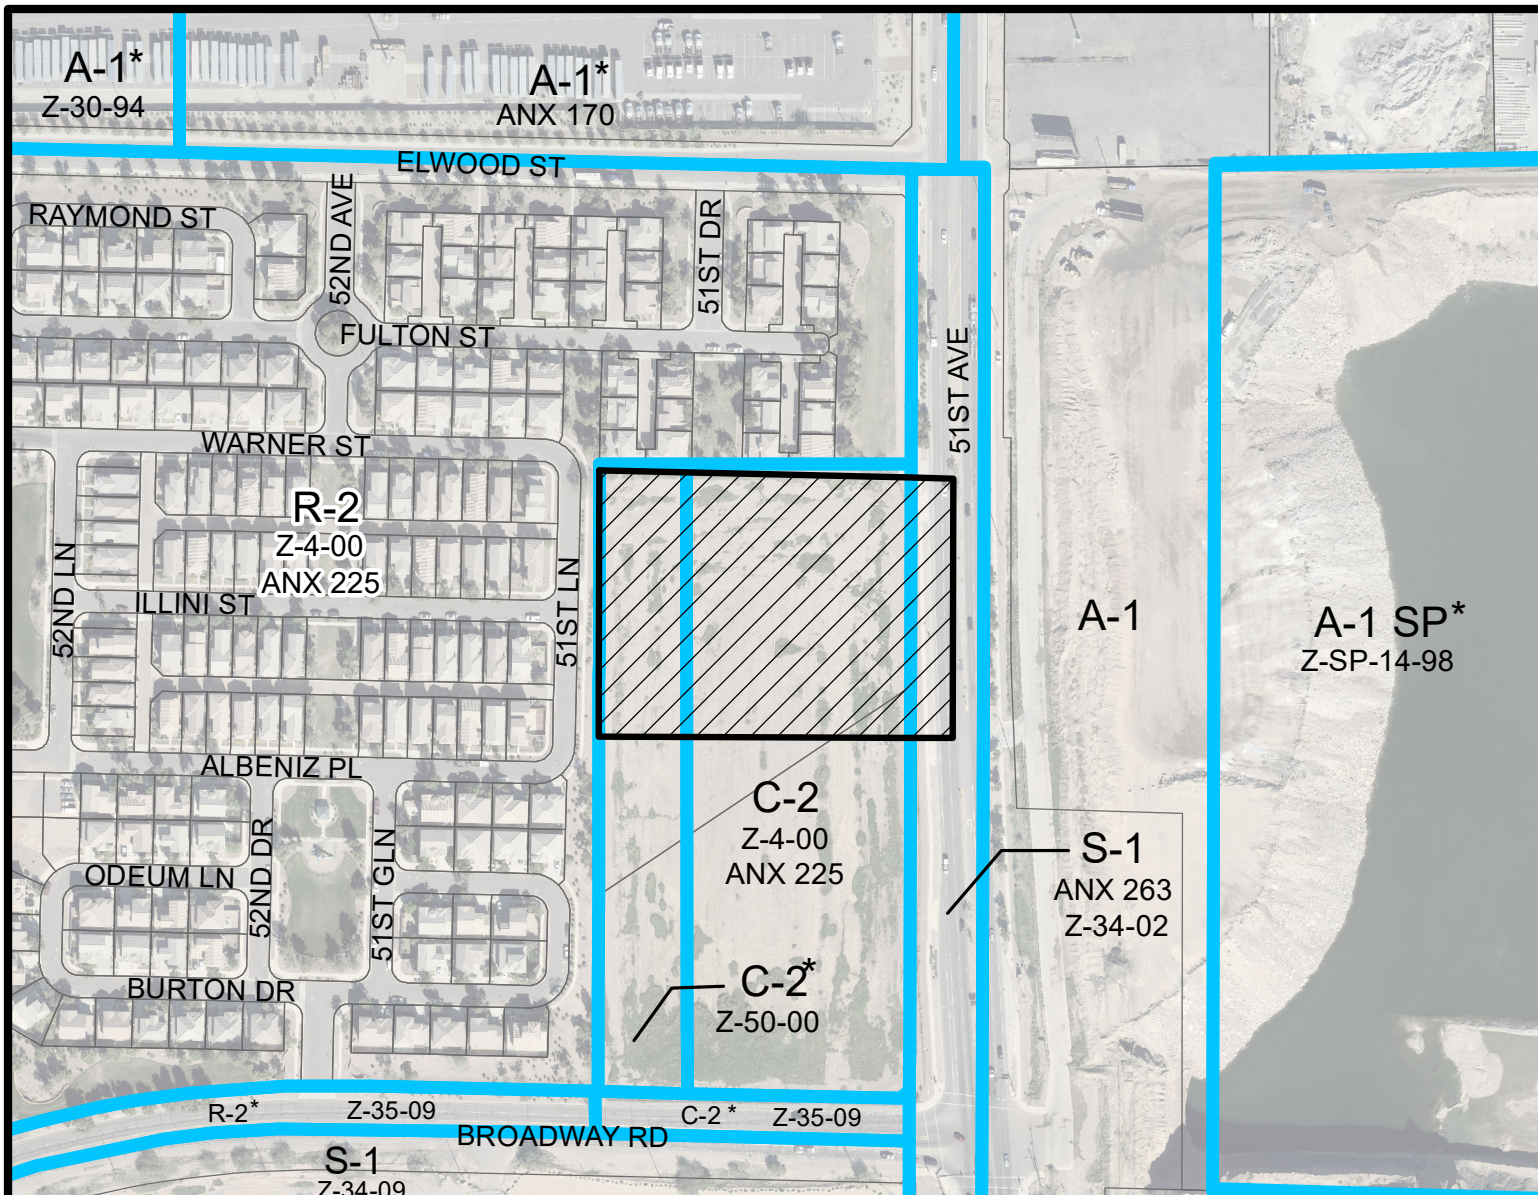 A-1*
Z-30-94
A-1*
ANX 170
ELWOOD ST
RAYMOND ST
52ND AVE
51ST DR
FULTON ST
51ST AVE
WARNER ST
R-2
Z-4-00
ANX 225
52ND LN
ILLINI ST
51ST LN
A-1
A-1 SP*
Z-SP-14-98
ALBENIZ PL
C-2
Z-4-00
ANX 225
52ND DR
51ST GLN
ODEUM LN
S-1
ANX 263
Z-34-02
BURTON DR
C-2*
Z-50-00
R-2*
Z-35-09
C-2 *
Z-35-09
BROADWAY RD
S-1
Z-34-09